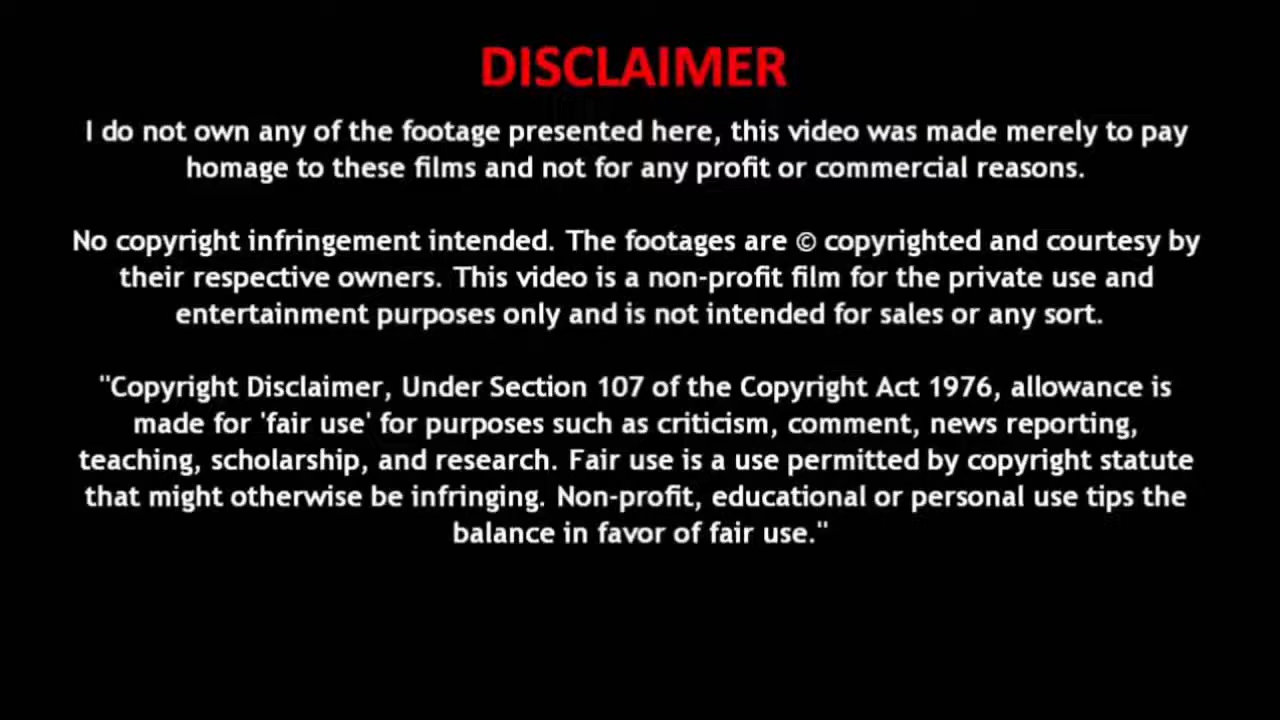 DISCLAIMER
I do not own any of the footage presented here, this video was made merely to pay
homage to these films and not for any profit or commercial reasons.
No copyright infringement intended. The footages are © copyrighted and courtesy by
their respective owners. This video is a non-profit film for the private use and
entertainment purposes only and is not intended for sales or any sort.
"Copyright Disclaimer, Under Section 107 of the Copyright Act 1976, allowance is
made for 'fair use' for purposes such as criticism, comment, news reporting,
teaching, scholarship, and research. Fair use is a use permitted by copyright statute
that might otherwise be infringing. Non-profit, educational or personal use tips the
balance in favor of fair use."